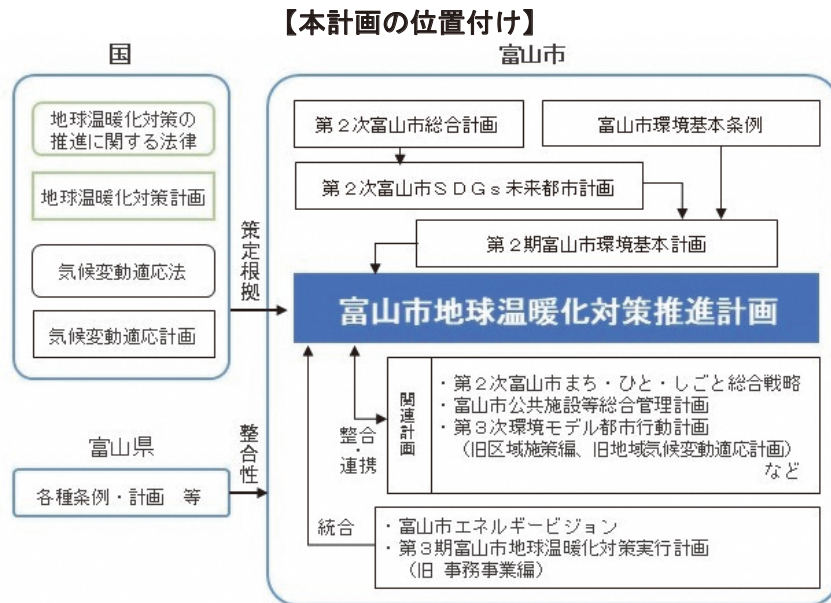 【本計画の位置付け】
国
地球温暖化対策の
推進に関する法律
地球温暖化対策計画
気候変動適応法
気候変動適応計画
策定根拠
富山県
各種条例・計画 等
整合性
富山市
第2次富山市総合計画
富山市環境基本条例
第2次富山市SDGs未来都市計画
第2期富山市環境基本計画
富山市地球温暖化対策推進計画
整合・連携
関連計画
・第2次富山市まち・ひと・しごと総合戦略
・富山市公共施設等総合管理計画
・第3次環境モデル都市行動計画
(旧区域施策編、旧地域気候変動適応計画)
など
統合
・富山市エネルギービジョン
・第3期富山市地球温暖化対策実行計画
(旧 事務事業編)